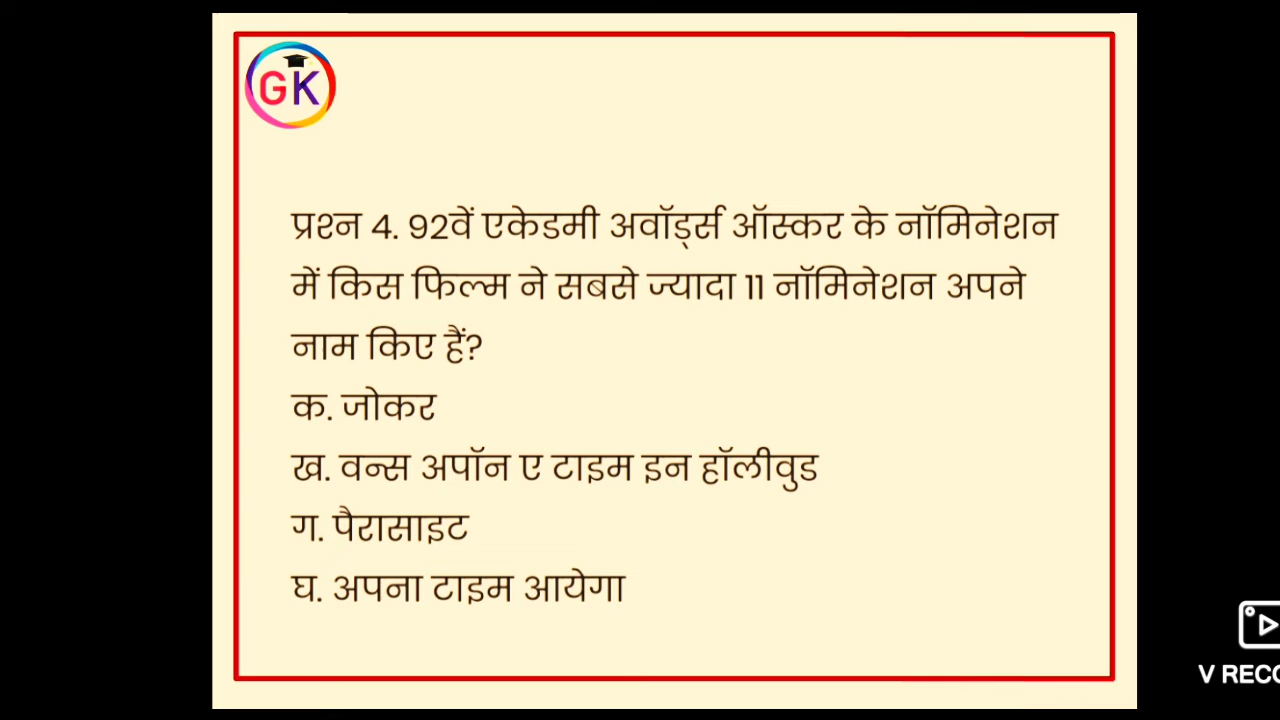 GK
प्रश्न 4. 92वें एकेडमी अवॉर्ड्स ऑस्कर के नॉमिनेशन
में किस फिल्म ने सबसे ज्यादा 11 नॉमिनेशन अपने
नाम किए हैं?
क. जोकर
ख. वन्स अपॉन ए टाइम इन हॉलीवुड
ग. पैरासाइट
घ. अपना टाइम आयेगा
V RECO